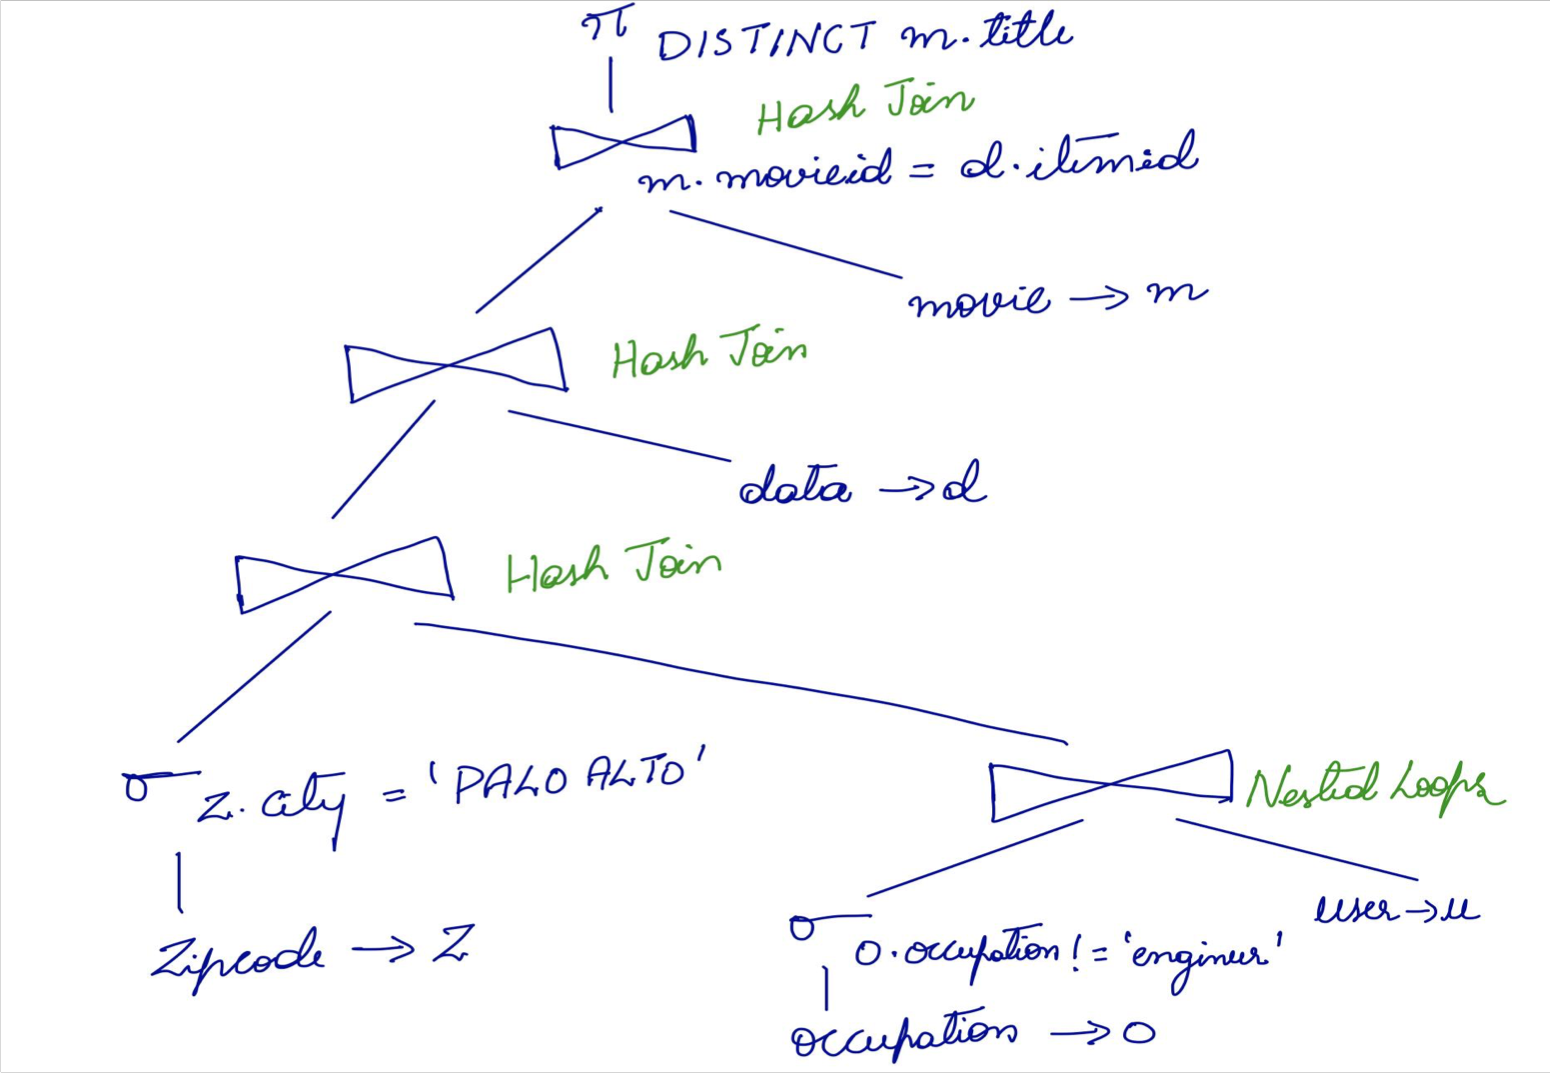 π DISTINCT m.title
Hash Join
m.movieid = d.itemid
movie → m
Hash Join
data → d
Hash Join
σ z.city = 'PALO ALTO'
Nested Loops
Zipcode → Z
user → u
σ o.occupation != 'engineer'
occupation → O